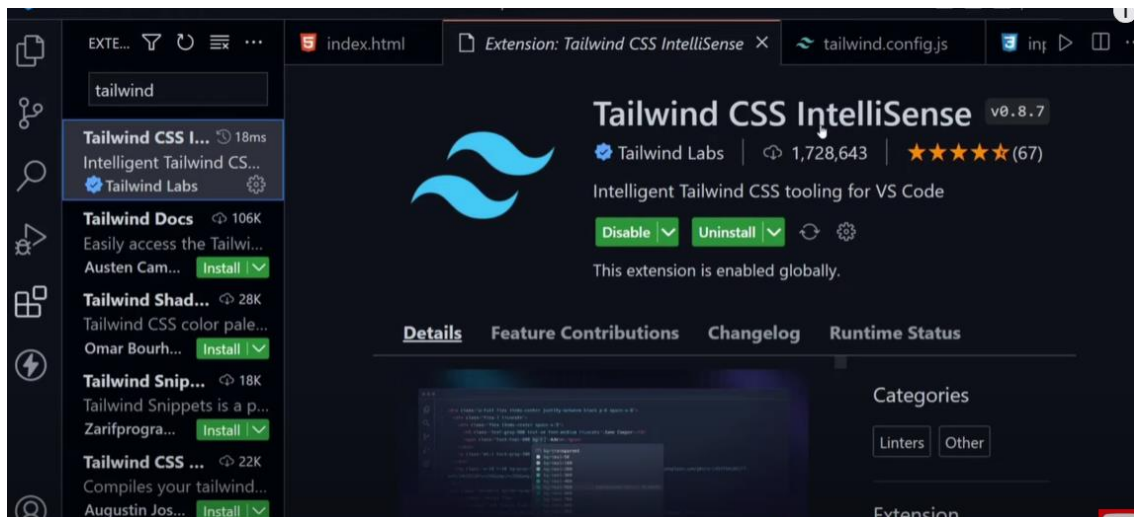 EXTE...
index.html
Extension: Tailwind CSS IntelliSense
tailwind.config.js
inp
tailwind
Tailwind CSS I... 18ms
Intelligent Tailwind CS...
Tailwind Labs
Tailwind Docs 106K
Easily access the Tailwi...
Austen Cam... Install
Tailwind Shad... 28K
Tailwind CSS color pale...
Omar Bourh... Install
Tailwind Snip... 18K
Tailwind Snippets is a p...
Zarifprogra... Install
Tailwind CSS ... 22K
Compiles your tailwind...
Augustin Jos... Install
Tailwind CSS IntelliSense v0.8.7
Tailwind Labs 1,728,643 (67)
Intelligent Tailwind CSS tooling for VS Code
Disable Uninstall
This extension is enabled globally.
Details Feature Contributions Changelog Runtime Status
Categories
Linters Other
Extension